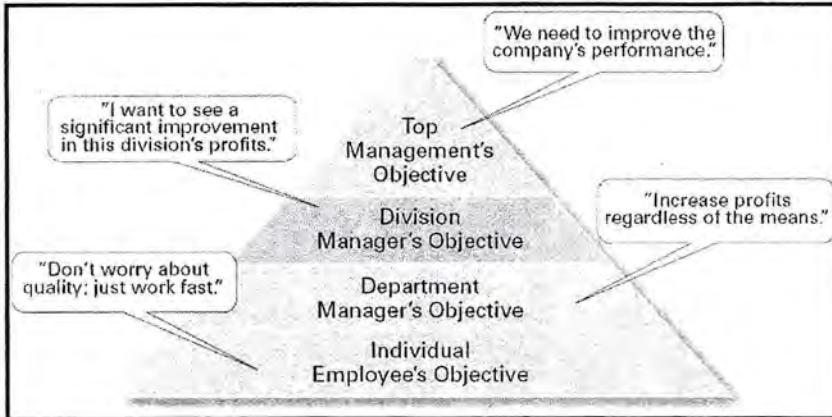 "We need to improve the
company's performance."
"I want to see a
significant improvement
in this division's profits."
Top
Management's
Objective
"Increase profits
regardless of the means."
Division
Manager's Objective
"Don't worry about
quality; just work fast."
Department
Manager's Objective
Individual
Employee's Objective